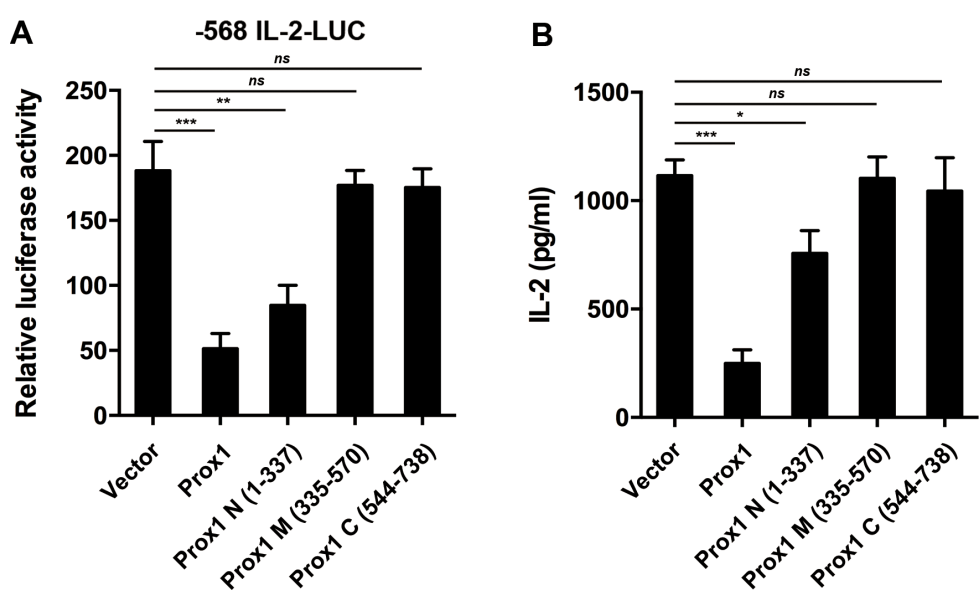 A
-568 IL-2-LUC
ns
ns
**
***
Relative luciferase activity
250
200
150
100
50
0
Vector
Prox1
Prox1 N (1-337)
Prox1 M (335-570)
Prox1 C (544-738)
B
ns
ns
*
***
IL-2 (pg/ml)
1500
1000
500
0
Vector
Prox1
Prox1 N (1-337)
Prox1 M (335-570)
Prox1 C (544-738)